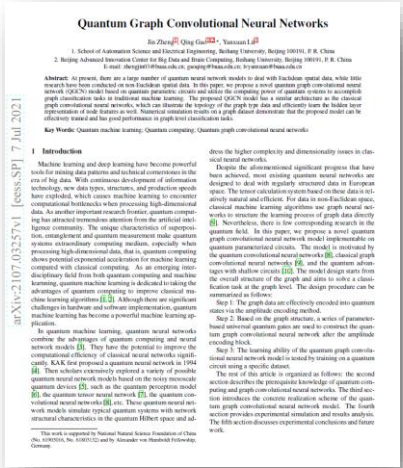 Quantum Graph Convolutional Neural Networks
Jin Zheng1, Qing Gao1,2*, Yanxuan Lü1
1. School of Automation Science and Electrical Engineering, Beihang University, Beijing 100191, P. R. China
2. Beijing Advanced Innovation Center for Big Data and Brain Computing, Beihang University, Beijing 100191, P. R. China
Abstract: At present, there are a large number of quantum neural network models to deal with Euclidean spatial data, while little
research have been conducted on non-Euclidean spatial data. In this paper, we propose a novel quantum graph convolutional neural
network (QGCN) model based on quantum parametric circuits and utilize the computing power of quantum systems to accomplish
graph classification tasks in traditional machine learning. The proposed QGCN model has a similar architecture as the classical
graph convolutional neural networks, which can illustrate the topology of the graph type data and efficiently learn the hidden layer
representation of node features as well. Numerical simulation results on a graph dataset demonstrate that the proposed model can be
effectively trained and has good performance in graph level classification tasks.
Key Words: Quantum machine learning; Quantum computing; Quantum graph convolutional neural networks
arXiv:2107.03257v1 [eess.SP] 7 Jul 2021
1 Introduction
Machine learning and deep learning have become powerful
tools for mining data patterns and technical cornerstones in the
era of big data. With continuous development of information
technology, new data types, structures, and production speeds
have exploded, which causes machine learning to encounter
computational bottlenecks when processing high-dimensional
data. As another important research frontier, quantum comput-
ing has attracted tremendous attention from the artificial intel-
ligence community. The unique characteristics of superposi-
tion, entanglement and quantum measurement make quantum
systems extraordinary computing medium, especially when
processing high-dimensional data, that is, quantum computing
shows potential exponential acceleration for machine learning
compared with classical computing. As an emerging inter-
disciplinary field from both quantum computing and machine
learning, quantum machine learning is dedicated to taking the
advantages of quantum computing to improve classical ma-
chine learning algorithms [1, 2]. Although there are significant
challenges in hardware and software implementation, quantum
machine learning has become a powerful machine learning ap-
plication.
In quantum machine learning, quantum neural networks
combine the advantages of quantum computing and neural
network models [3]. They have the potential to improve the
computational efficiency of classical neural networks signifi-
cantly. KAK first proposed a quantum neural network in 1994
[4]. Then scholars extensively explored a variety of possible
quantum neural network models based on the noisy mesoscale
quantum devices [5], such as the quantum perception model
[6], the quantum tensor neural network [7], the quantum con-
volutional neural networks [8], etc. These quantum neural net-
work models simulate typical quantum systems with network
structural characteristics in the quantum Hilbert space and ad-
This work is supported by National Natural Science Foundation of China
(No. 61903016, No. 61803132) and by Alexander von Humboldt Fellowship,
Germany.
dress the higher complexity and dimensionality issues in clas-
sical neural networks.
Despite the aforementioned significant progress that have
been achieved, most existing quantum neural networks are
designed to deal with regularly structured data in European
space. The tensor calculation system based on these data is rel-
atively natural and efficient. For data in non-Euclidean space,
classical machine learning algorithms use graph neural net-
works to structure the learning process of graph data directly
[9]. Nevertheless, there is few corresponding research in the
quantum field. In this paper, we propose a novel quantum
graph convolutional neural network model implementable on
quantum parametrized circuits. The model is motivated by
the quantum convolutional neural networks [8], classical graph
convolutional neural networks [9], and the quantum advan-
tages with shallow circuits [10]. The model design starts from
the overall structure of the graph and aims to solve a classi-
fication task at the graph level. The design procedure can be
summarized as follows:
Step 1: The graph data are effectively encoded into quantum
states via the amplitude encoding method.
Step 2: Based on the graph structure, a series of parameter-
based universal quantum gates are used to construct the quan-
tum graph convolutional neural network after the amplitude
encoding block.
Step 3: The learning ability of the quantum graph convolu-
tional neural network model is tested by training on a quantum
circuit using a specific dataset.
The rest of this article is organized as follows: the second
section describes the prerequisite knowledge of quantum com-
puting and graph convolutional neural networks. The third sec-
tion introduces the concrete realization scheme of the quan-
tum graph convolutional neural network model. The fourth
section provides experimental simulation and results analysis.
The fifth section discusses experimental conclusions and future
work.